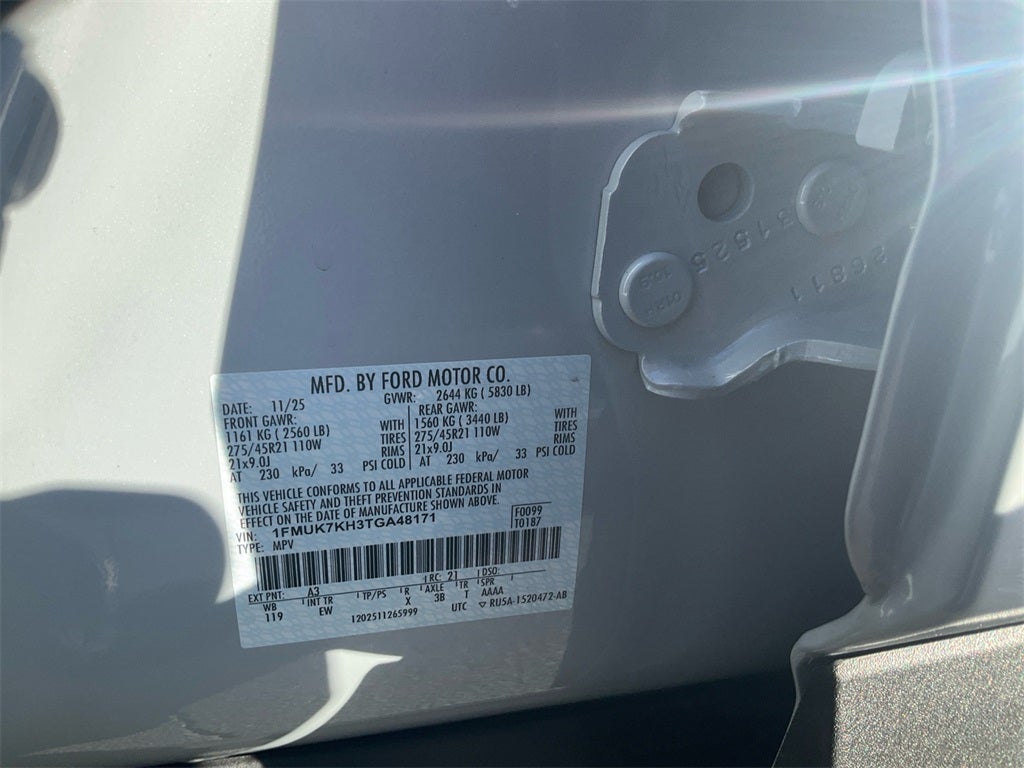 MFD. BY FORD MOTOR CO.
DATE: 11/25 GVWR: 2644 KG ( 5830 LB)
FRONT GAWR: REAR GAWR:
1161 KG ( 2560 LB) WITH 1560 KG ( 3440 LB) WITH
275/45R21 110W TIRES 275/45R21 110W TIRES
21x9.0J RIMS 21x9.0J RIMS
AT 230 kPa/ 33 PSI COLD AT 230 kPa/ 33 PSI COLD
THIS VEHICLE CONFORMS TO ALL APPLICABLE FEDERAL MOTOR
VEHICLE SAFETY AND THEFT PREVENTION STANDARDS IN
EFFECT ON THE DATE OF MANUFACTURE SHOWN ABOVE.
VIN: 1FMUK7KH3TGA48171 F0099
TYPE: MPV T0187
EXT PNT: A3 RC: 21 DSO:
WB INT TR TP/PS R AXLE TR SPR
119 EW X 3B T AAAA
1202511265999 UTC ▽ RU5A-1520472-AB
31525
26811